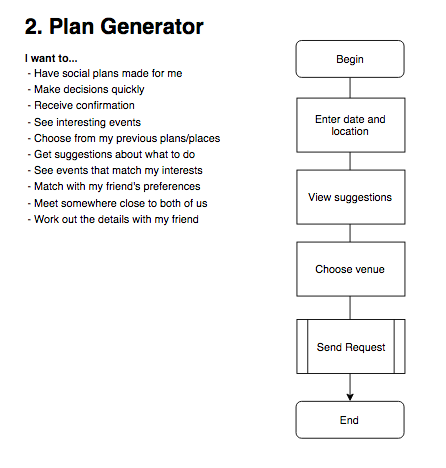 2. Plan Generator
I want to...
- Have social plans made for me
- Make decisions quickly
- Receive confirmation
- See interesting events
- Choose from my previous plans/places
- Get suggestions about what to do
- See events that match my interests
- Match with my friend's preferences
- Meet somewhere close to both of us
- Work out the details with my friend
Begin
Enter date and
location
View suggestions
Choose venue
Send Request
End